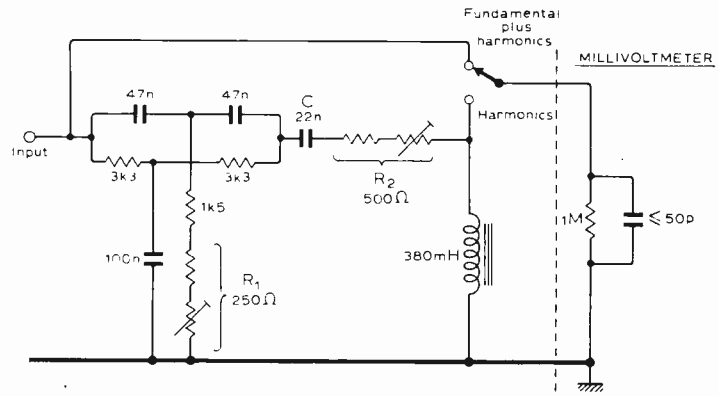 Fundamental
plus
harmonics
MILLIVOLTMETER
47n
47n
C
22n
Harmonics
Input
3k3
3k3
R2
500Ω
1k5
1M
≤ 50p
100n
R1
250Ω
380mH